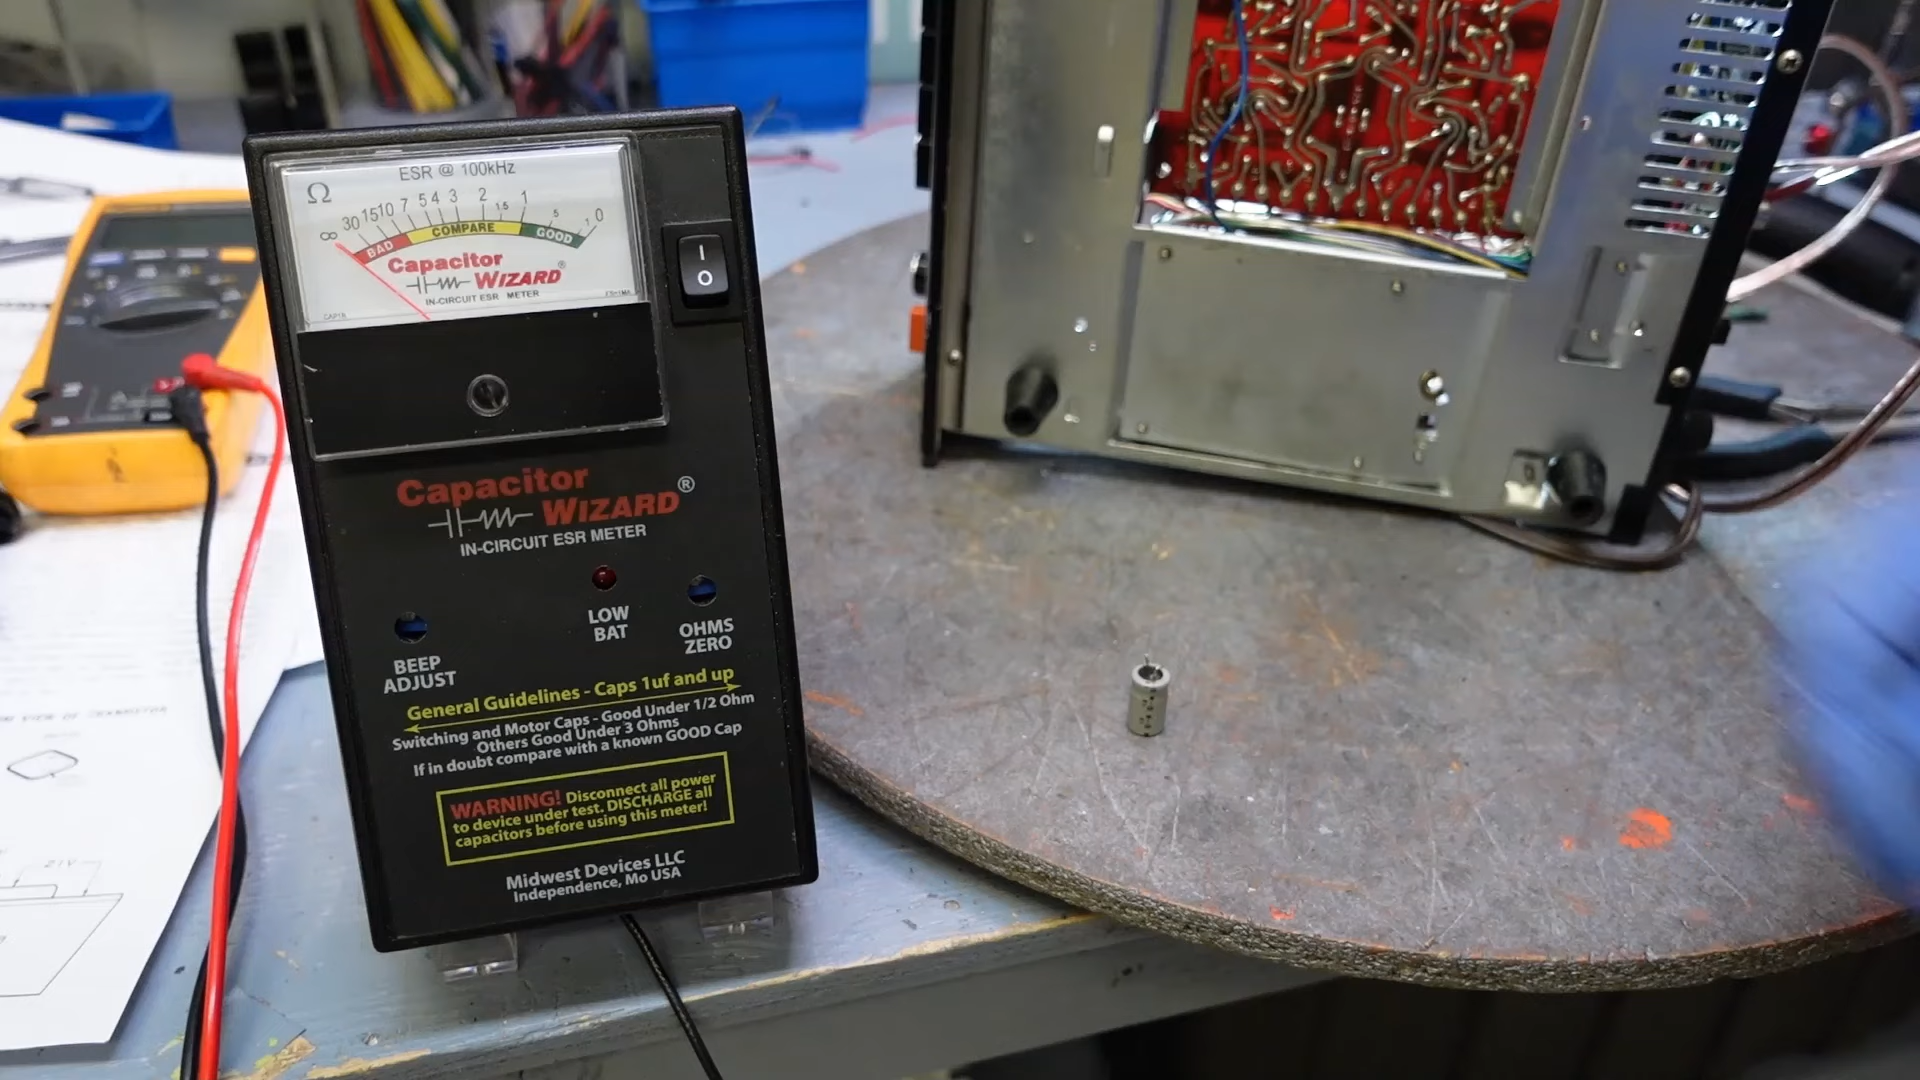 ESR @ 100kHz
Ω
∞ 30 15 10 7 5 4 3 2 1.5 1 .5 .1 0
BAD COMPARE GOOD
Capacitor
WIZARD®
IN-CIRCUIT ESR METER
I
O
Capacitor
WIZARD®
IN-CIRCUIT ESR METER
LOW
BAT
OHMS
ZERO
BEEP
ADJUST
General Guidelines - Caps 1uf and up
Switching and Motor Caps - Good Under 1/2 Ohm
Others Good Under 3 Ohms
If in doubt compare with a known GOOD Cap
WARNING! Disconnect all power
to device under test. DISCHARGE all
capacitors before using this meter!
Midwest Devices LLC
Independence, Mo USA